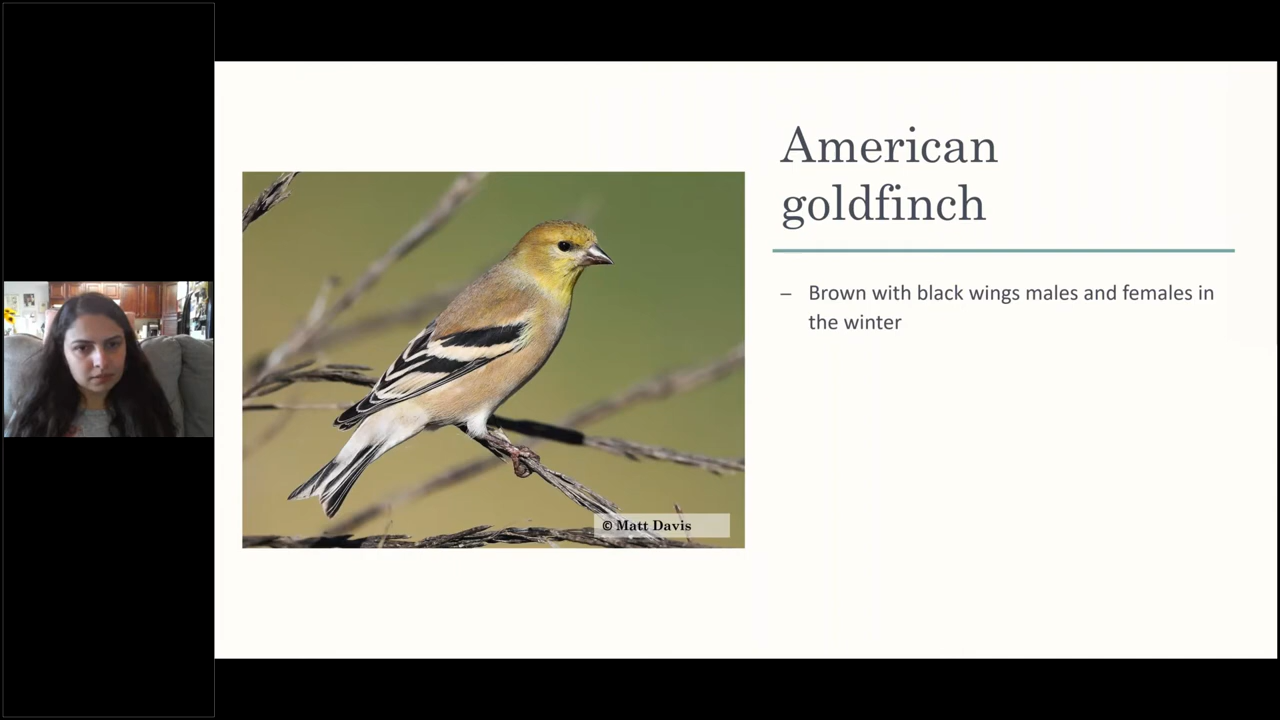 American
goldfinch
– Brown with black wings males and females in
the winter
© Matt Davis